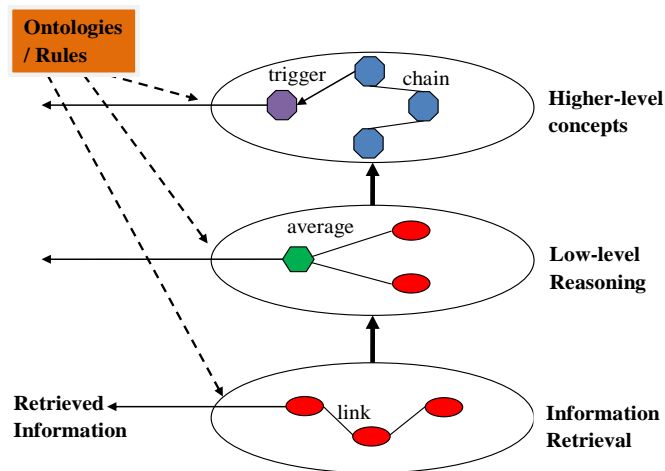 Ontologies
/ Rules
trigger
chain
Higher-level
concepts
average
Low-level
Reasoning
Retrieved
Information
link
Information
Retrieval